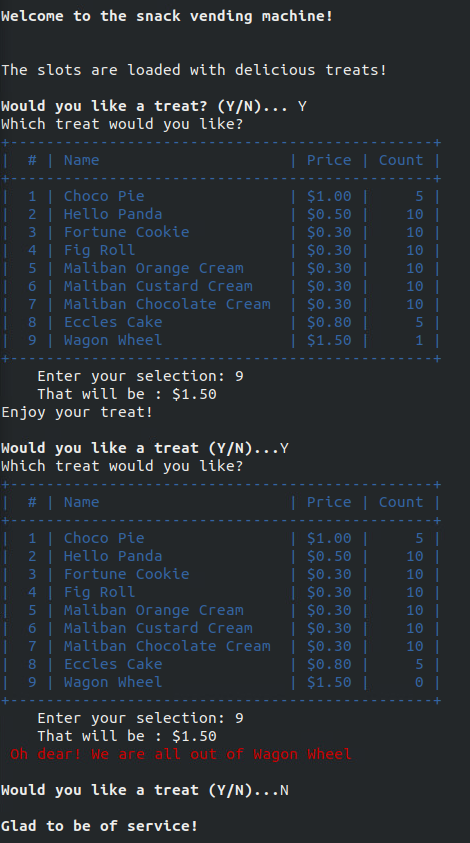 Welcome to the snack vending machine!
The slots are loaded with delicious treats!
Would you like a treat? (Y/N)... Y
Which treat would you like?
+-----------------------------------------------+
|  # | Name                     | Price | Count |
+-----------------------------------------------+
|  1 | Choco Pie                | $1.00 |     5 |
|  2 | Hello Panda              | $0.50 |    10 |
|  3 | Fortune Cookie           | $0.30 |    10 |
|  4 | Fig Roll                 | $0.30 |    10 |
|  5 | Maliban Orange Cream     | $0.30 |    10 |
|  6 | Maliban Custard Cream    | $0.30 |    10 |
|  7 | Maliban Chocolate Cream  | $0.30 |    10 |
|  8 | Eccles Cake              | $0.80 |     5 |
|  9 | Wagon Wheel              | $1.50 |     1 |
+-----------------------------------------------+
    Enter your selection: 9
    That will be : $1.50
Enjoy your treat!
Would you like a treat (Y/N)...Y
Which treat would you like?
+-----------------------------------------------+
|  # | Name                     | Price | Count |
+-----------------------------------------------+
|  1 | Choco Pie                | $1.00 |     5 |
|  2 | Hello Panda              | $0.50 |    10 |
|  3 | Fortune Cookie           | $0.30 |    10 |
|  4 | Fig Roll                 | $0.30 |    10 |
|  5 | Maliban Orange Cream     | $0.30 |    10 |
|  6 | Maliban Custard Cream    | $0.30 |    10 |
|  7 | Maliban Chocolate Cream  | $0.30 |    10 |
|  8 | Eccles Cake              | $0.80 |     5 |
|  9 | Wagon Wheel              | $1.50 |     0 |
+-----------------------------------------------+
    Enter your selection: 9
    That will be : $1.50
 Oh dear! We are all out of Wagon Wheel
Would you like a treat (Y/N)...N
Glad to be of service!